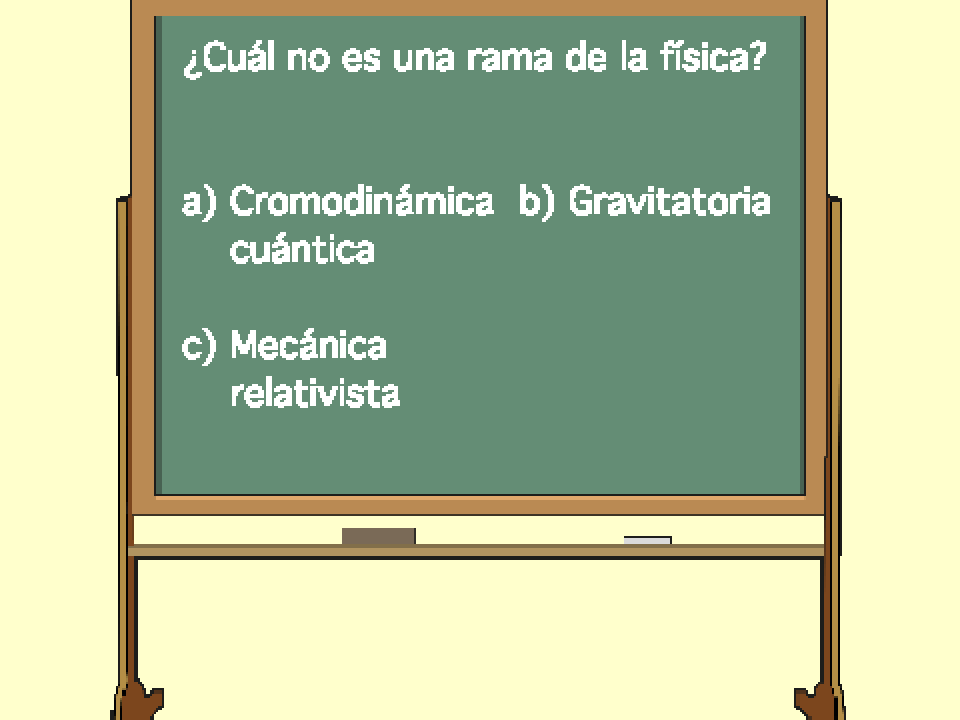 ¿Cuál no es una rama de la física?
a) Cromodinámica b) Gravitatoria
cuántica
c) Mecánica
relativista